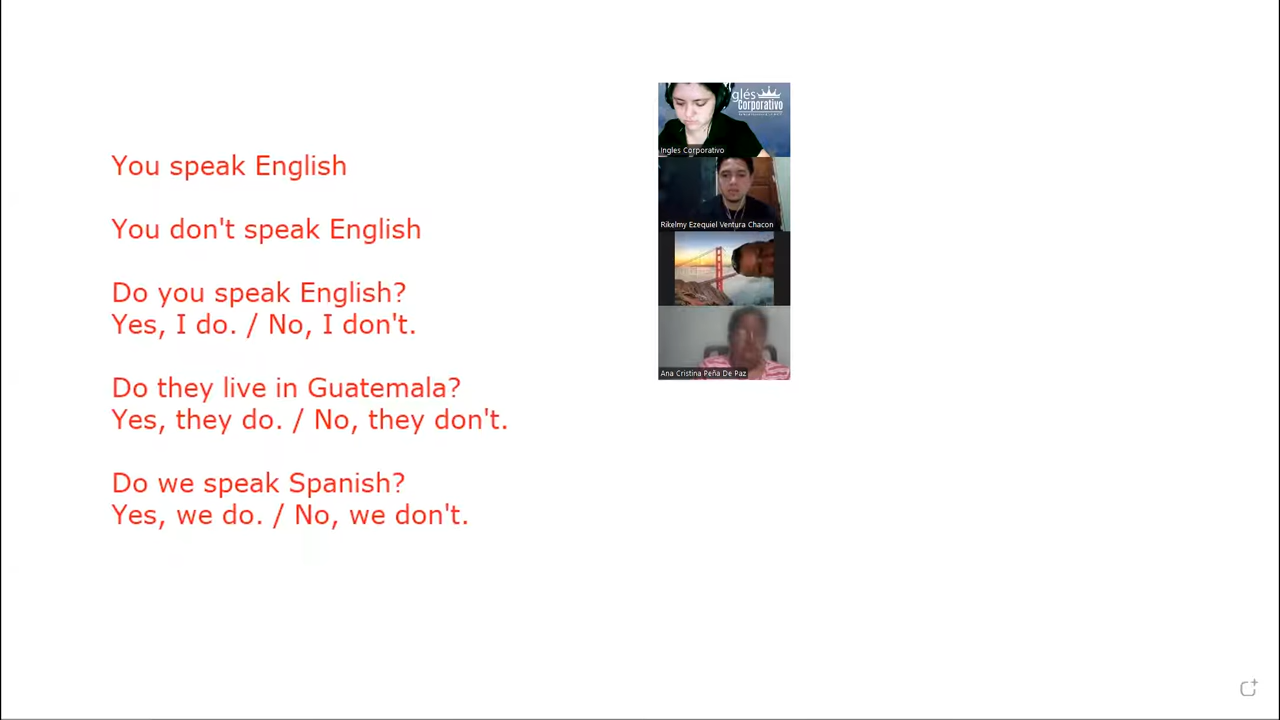 You speak English
You don't speak English
Do you speak English?
Yes, I do. / No, I don't.
Do they live in Guatemala?
Yes, they do. / No, they don't.
Do we speak Spanish?
Yes, we do. / No, we don't.
glés
Corporativo
Ingles Corporativo
Rikelmy Ezequiel Ventura Chacon
Ana Cristina Peña De Paz